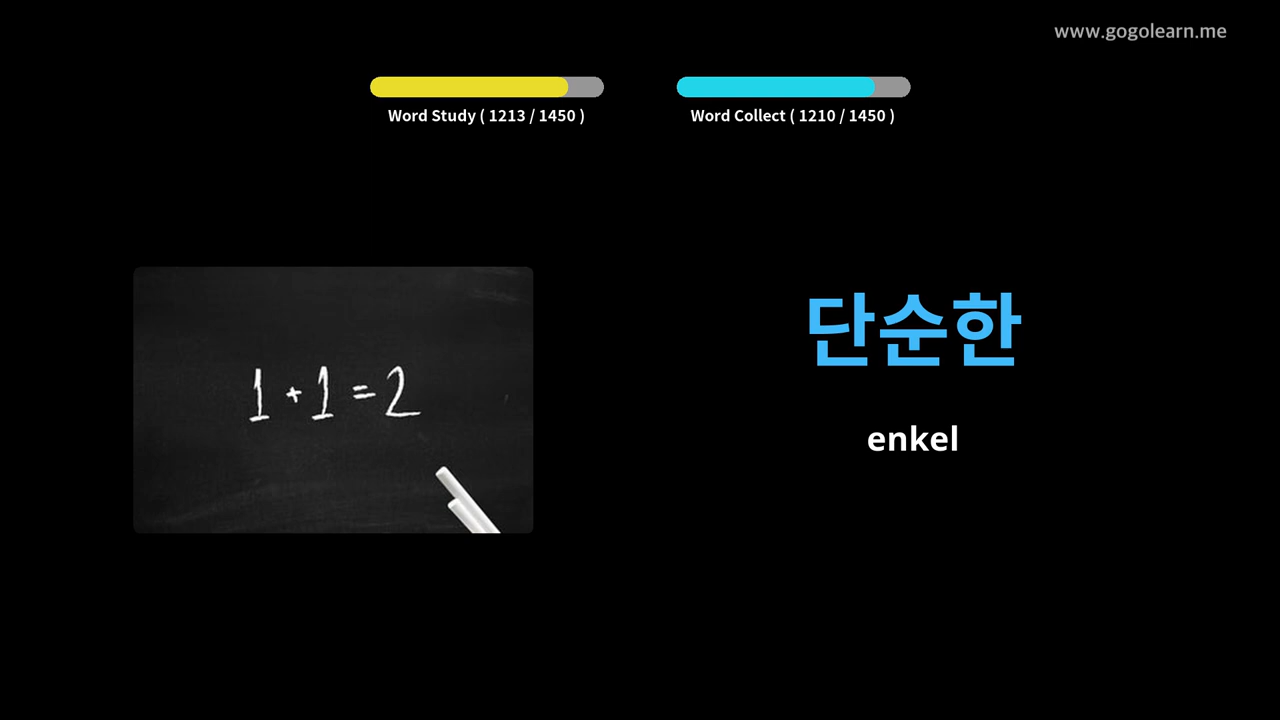 www.gogolearn.me
Word Study ( 1213 / 1450 )
Word Collect ( 1210 / 1450 )
1 + 1 = 2
단순한
enkel